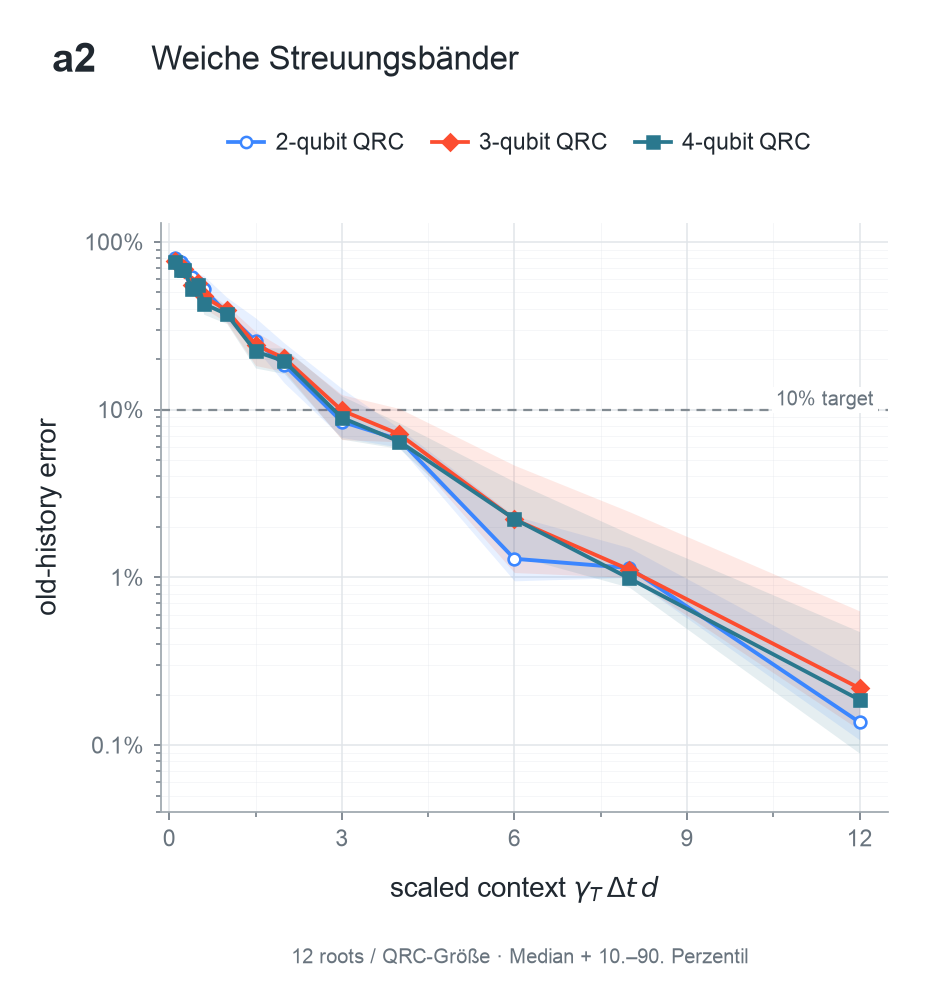 a2 Weiche Streuungsbänder
2-qubit QRC 3-qubit QRC 4-qubit QRC
100%
10%
1%
0.1%
10% target
old-history error
0 3 6 9 12
scaled context γ_T Δt d
12 roots / QRC-Größe · Median + 10.–90. Perzentil